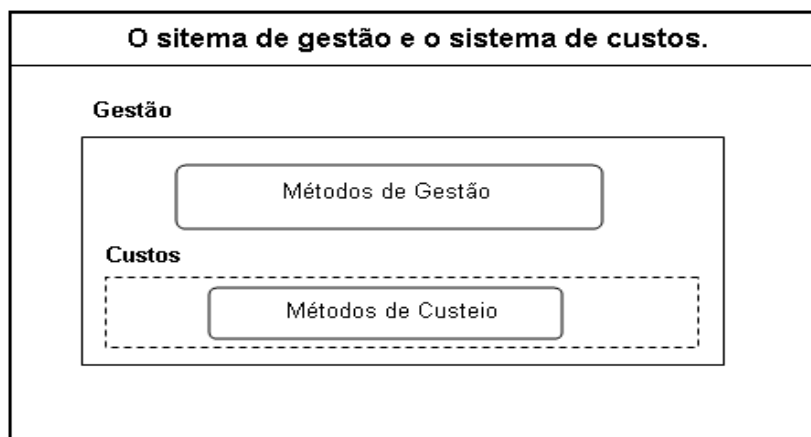 O sitema de gestão e o sistema de custos.
Gestão
Métodos de Gestão
Custos
Métodos de Custeio